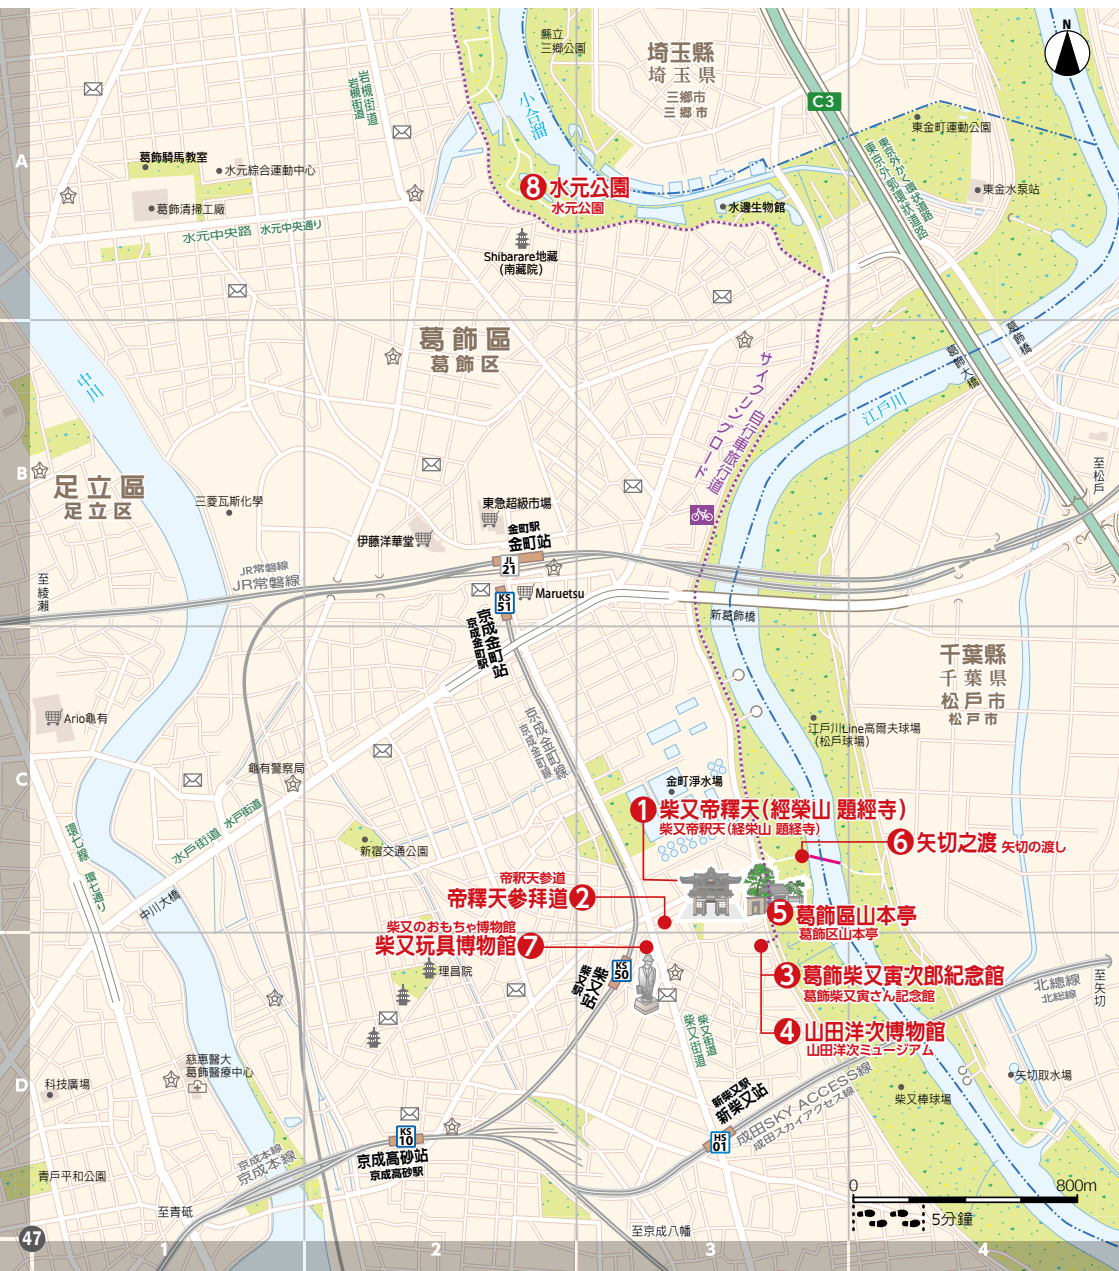 N
縣立
三鄉公園
埼玉縣
埼玉県
三鄉市
三郷市
C3
小合溜
岩槻街道
岩槻街道
東金町運動公園
東京外かく環状道路
東京外郭環狀道路
A
葛飾騎馬教室
水元綜合運動中心
葛飾清掃工廠
水元中央路 水元中央通り
8 水元公園
水元公園
水邊生物館
東金水泵站
Shibarare地藏
(南藏院)
葛飾區
葛飾区
葛飾橋
葛飾大橋
中川
江戶川
サイクリングロード
自行車旅行道
B
足立區
足立区
三菱瓦斯化學
東急超級市場
伊藤洋華堂
金町駅
金町站
JL
21
至松戶
JR常磐線
JR常磐線
至綾瀨
KS
51
Maruetsu
京成金町站
京成金町駅
新葛飾橋
千葉縣
千葉県
松戶市
松戸市
Ario龜有
京成金町線
京成金町線
江戶川Line高爾夫球場
(松戶球場)
C
龜有警察局
金町淨水場
環七線 環七通り
水戶街道 水戸街道
新宿交通公園
中川大橋
1 柴又帝釋天(經榮山 題經寺)
柴又帝釈天(経栄山 題経寺)
6 矢切之渡 矢切の渡し
帝釈天参道
帝釋天參拜道 2
5 葛飾區山本亭
葛飾区山本亭
柴又のおもちゃ博物館
柴又玩具博物館 7
理昌院
柴又站
柴又駅
KS
50
3 葛飾柴又寅次郎紀念館
葛飾柴又寅さん記念館
北總線
北総線
至矢切
4 山田洋次博物館
山田洋次ミュージアム
柴又街道
柴又街道
D
慈惠醫大
葛飾醫療中心
科技廣場
矢切取水場
柴又棒球場
新柴又駅
新柴又站
HS
01
成田SKY ACCESS線
成田スカイアクセス線
KS
10
京成高砂站
京成高砂駅
京成本線
京成本線
青戶平和公園
至青砥
至京成八幡
0 800m
5分鐘
47
1
2
3
4